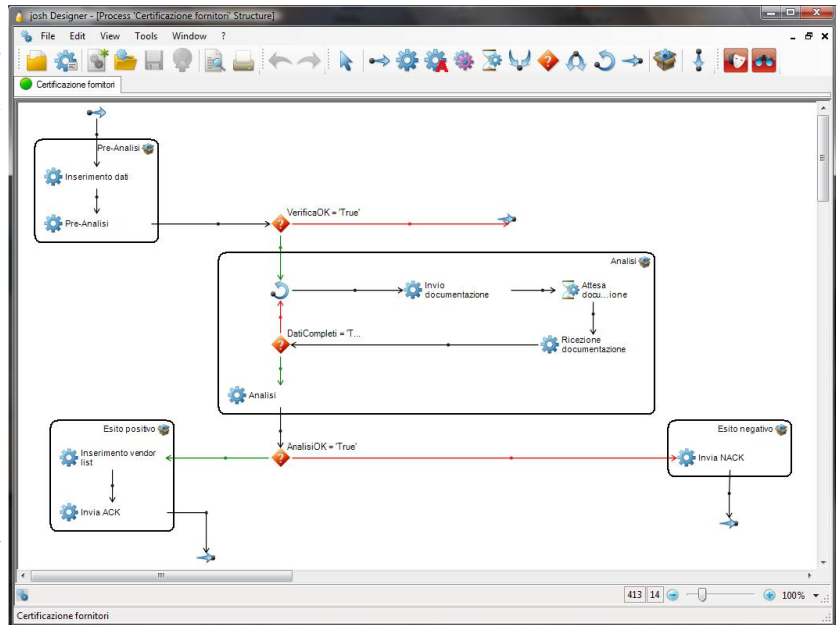 josh Designer - [Process 'Certificazione fornitori' Structure]
File Edit View Tools Window ?
Certificazione fornitori
Pre-Analisi
Inserimento dati
Pre-Analisi
VerificaOK = 'True'
Analisi
Invio
documentazione
Attesa
docu...ione
DatiCompleti = 'T...
Ricezione
documentazione
Analisi
Esito positivo
AnalisiOK = 'True'
Esito negativo
Inserimento vendor
list
Invia NACK
Invia ACK
413 14 100%
Certificazione fornitori